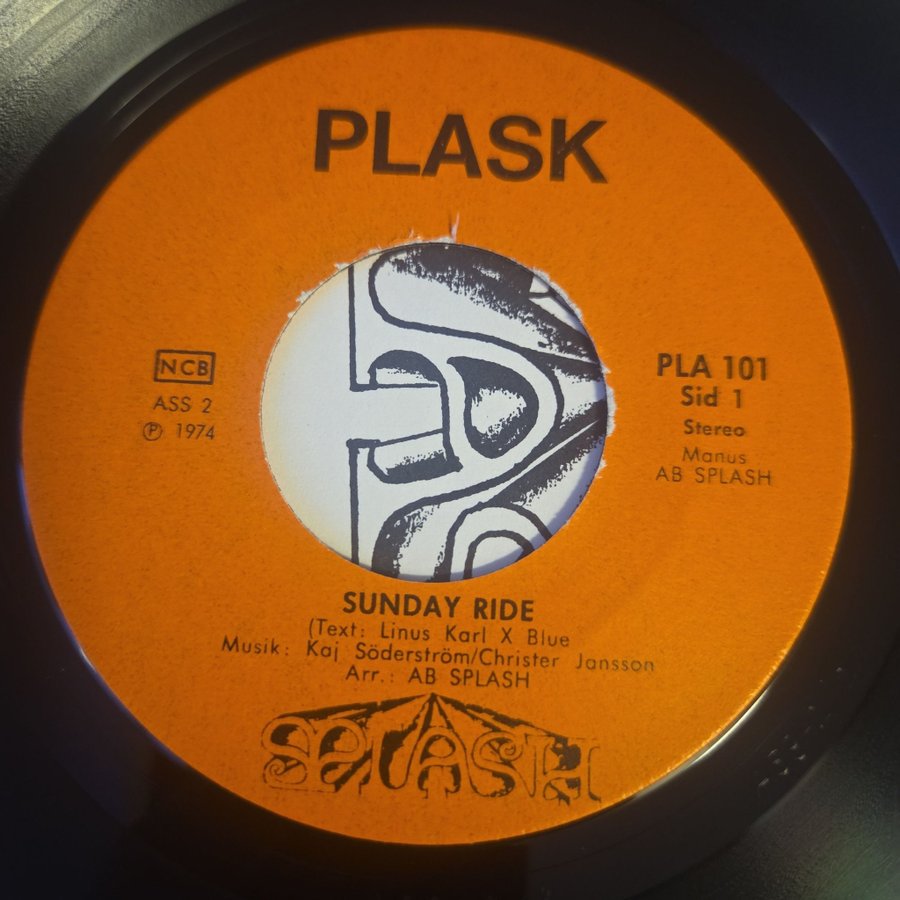 PLASK
NCB
ASS 2
℗ 1974
PLA 101
Sid 1
Stereo
Manus
AB SPLASH
SUNDAY RIDE
(Text: Linus Karl X Blue
Musik: Kaj Söderström/Christer Jansson
Arr.: AB SPLASH
SPLASH